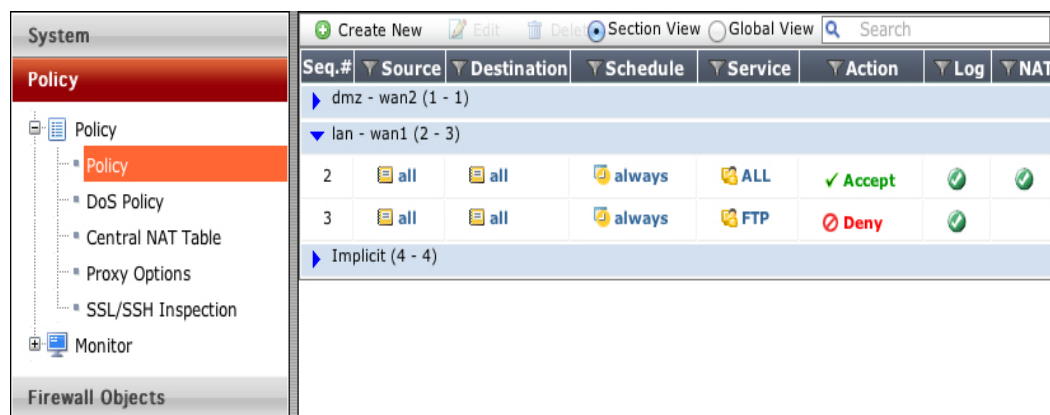 System
Policy
Policy
Policy
DoS Policy
Central NAT Table
Proxy Options
SSL/SSH Inspection
Monitor
Firewall Objects
Create New Edit Delet Section View Global View Search
Seq.# Source Destination Schedule Service Action Log NAT
dmz - wan2 (1 - 1)
lan - wan1 (2 - 3)
2 all all always ALL Accept
3 all all always FTP Deny
Implicit (4 - 4)